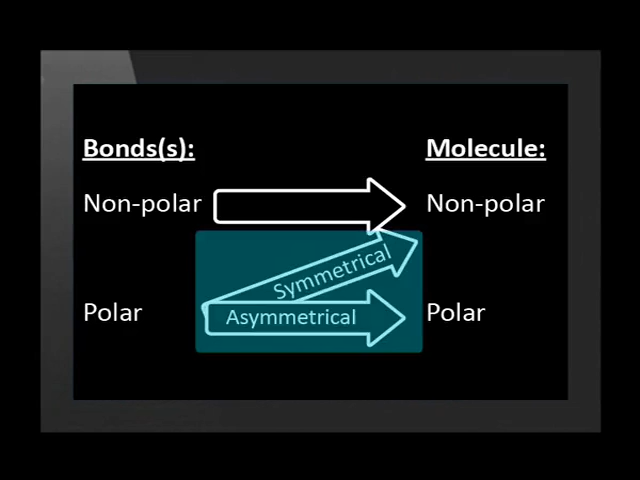 Bonds(s): Molecule:
Non-polar Non-polar
Symmetrical
Polar Asymmetrical Polar